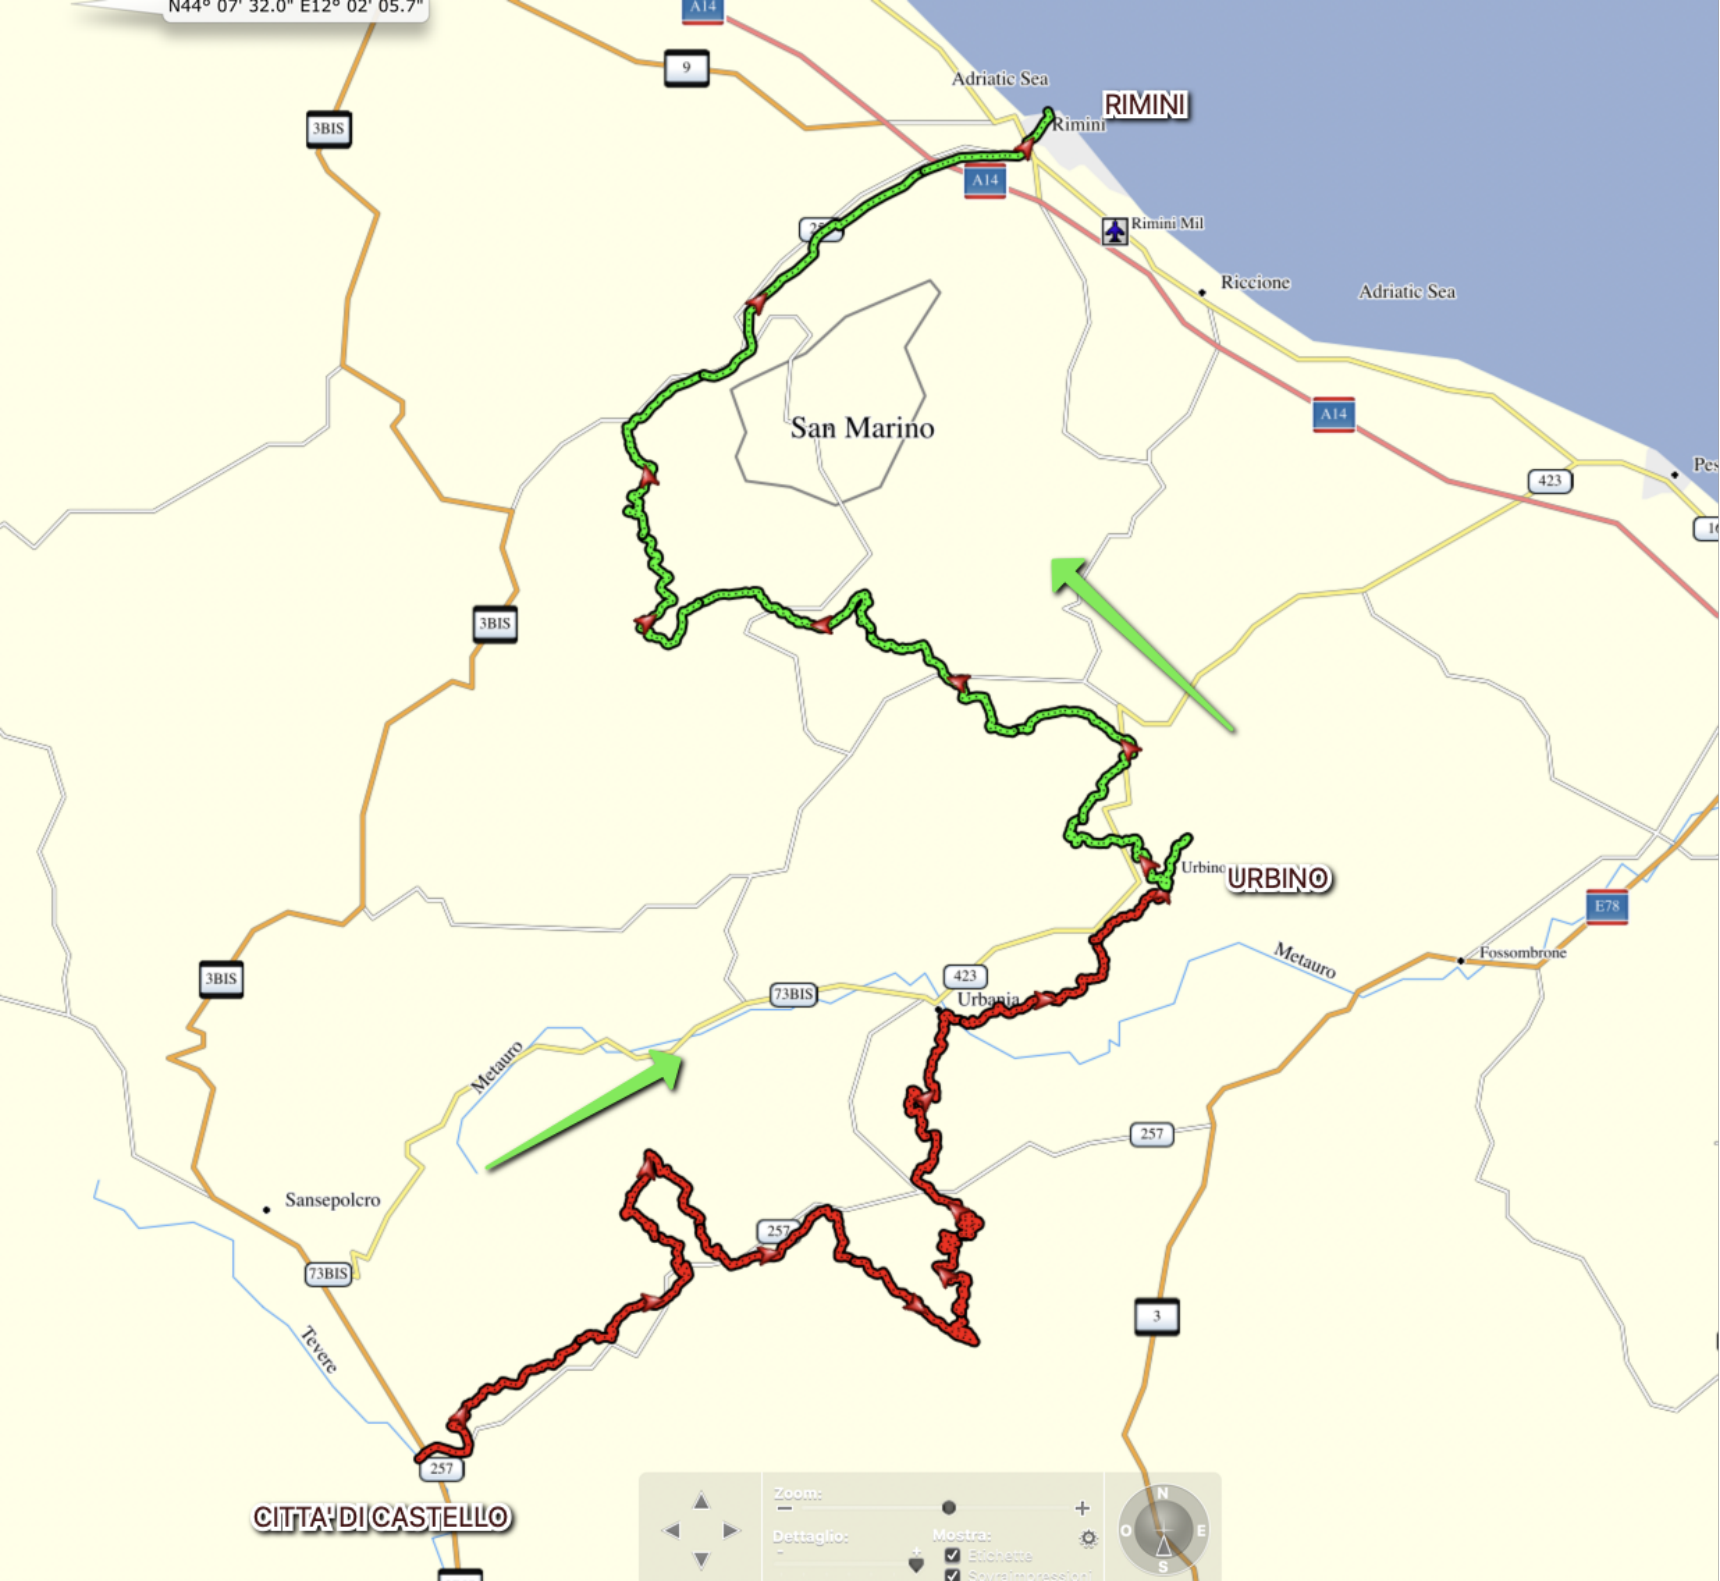 N44° 07' 32.0" E12° 02' 05.7"
A14
9
Adriatic Sea
RIMINI
Rimini
3BIS
A14
Rimini Mil
Riccione
Adriatic Sea
San Marino
A14
423
3BIS
Urbino
URBINO
E78
Fossombrone
Metauro
3BIS
423
73BIS
Urbania
Metauro
257
Sansepolcro
257
73BIS
3
Tevere
257
CITTA' DI CASTELLO
Zoom:
Dettaglio:
Mostra:
Etichette
Sovraimpressioni
N
O
E
S